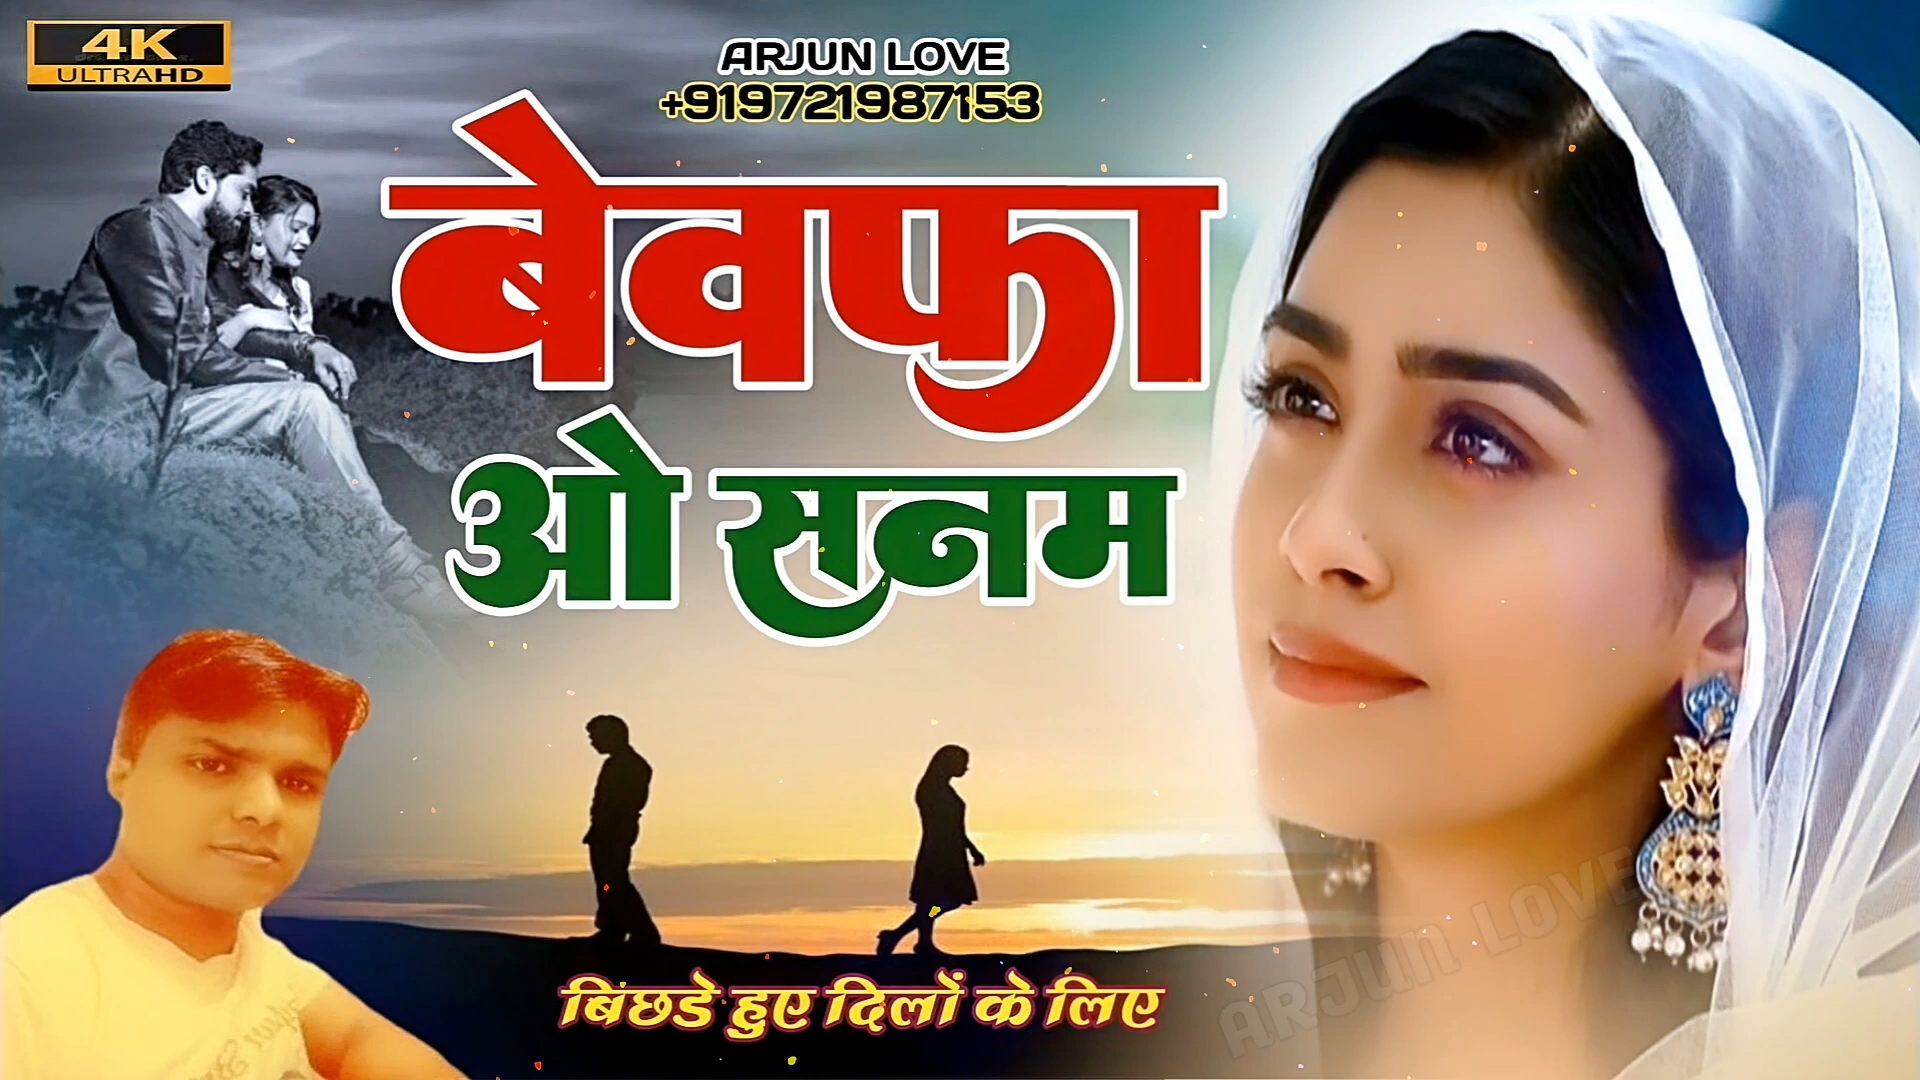 4K
ULTRAHD
ARJUN LOVE
+919721987153
बेवफा
ओ सनम
बिछडे हुए दिलों के लिए
ARJUN LOVE